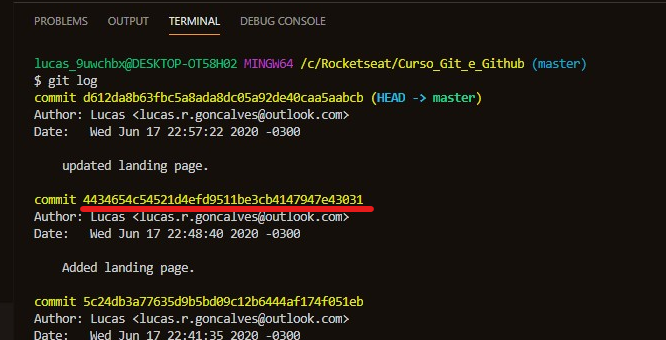 PROBLEMS OUTPUT TERMINAL DEBUG CONSOLE
lucas_9uwchbx@DESKTOP-OT58H02 MINGW64 /c/Rocketseat/Curso_Git_e_Github (master)
$ git log
commit d612da8b63fbc5a8ada8dc05a92de40caa5aabcb (HEAD -> master)
Author: Lucas <lucas.r.goncalves@outlook.com>
Date:   Wed Jun 17 22:57:22 2020 -0300
updated landing page.
commit 4434654c54521d4efd9511be3cb4147947e43031
Author: Lucas <lucas.r.goncalves@outlook.com>
Date:   Wed Jun 17 22:48:40 2020 -0300
Added landing page.
commit 5c24db3a77635d9b5bd09c12b6444af174f051eb
Author: Lucas <lucas.r.goncalves@outlook.com>
Date:   Wed Jun 17 22:41:35 2020 -0300